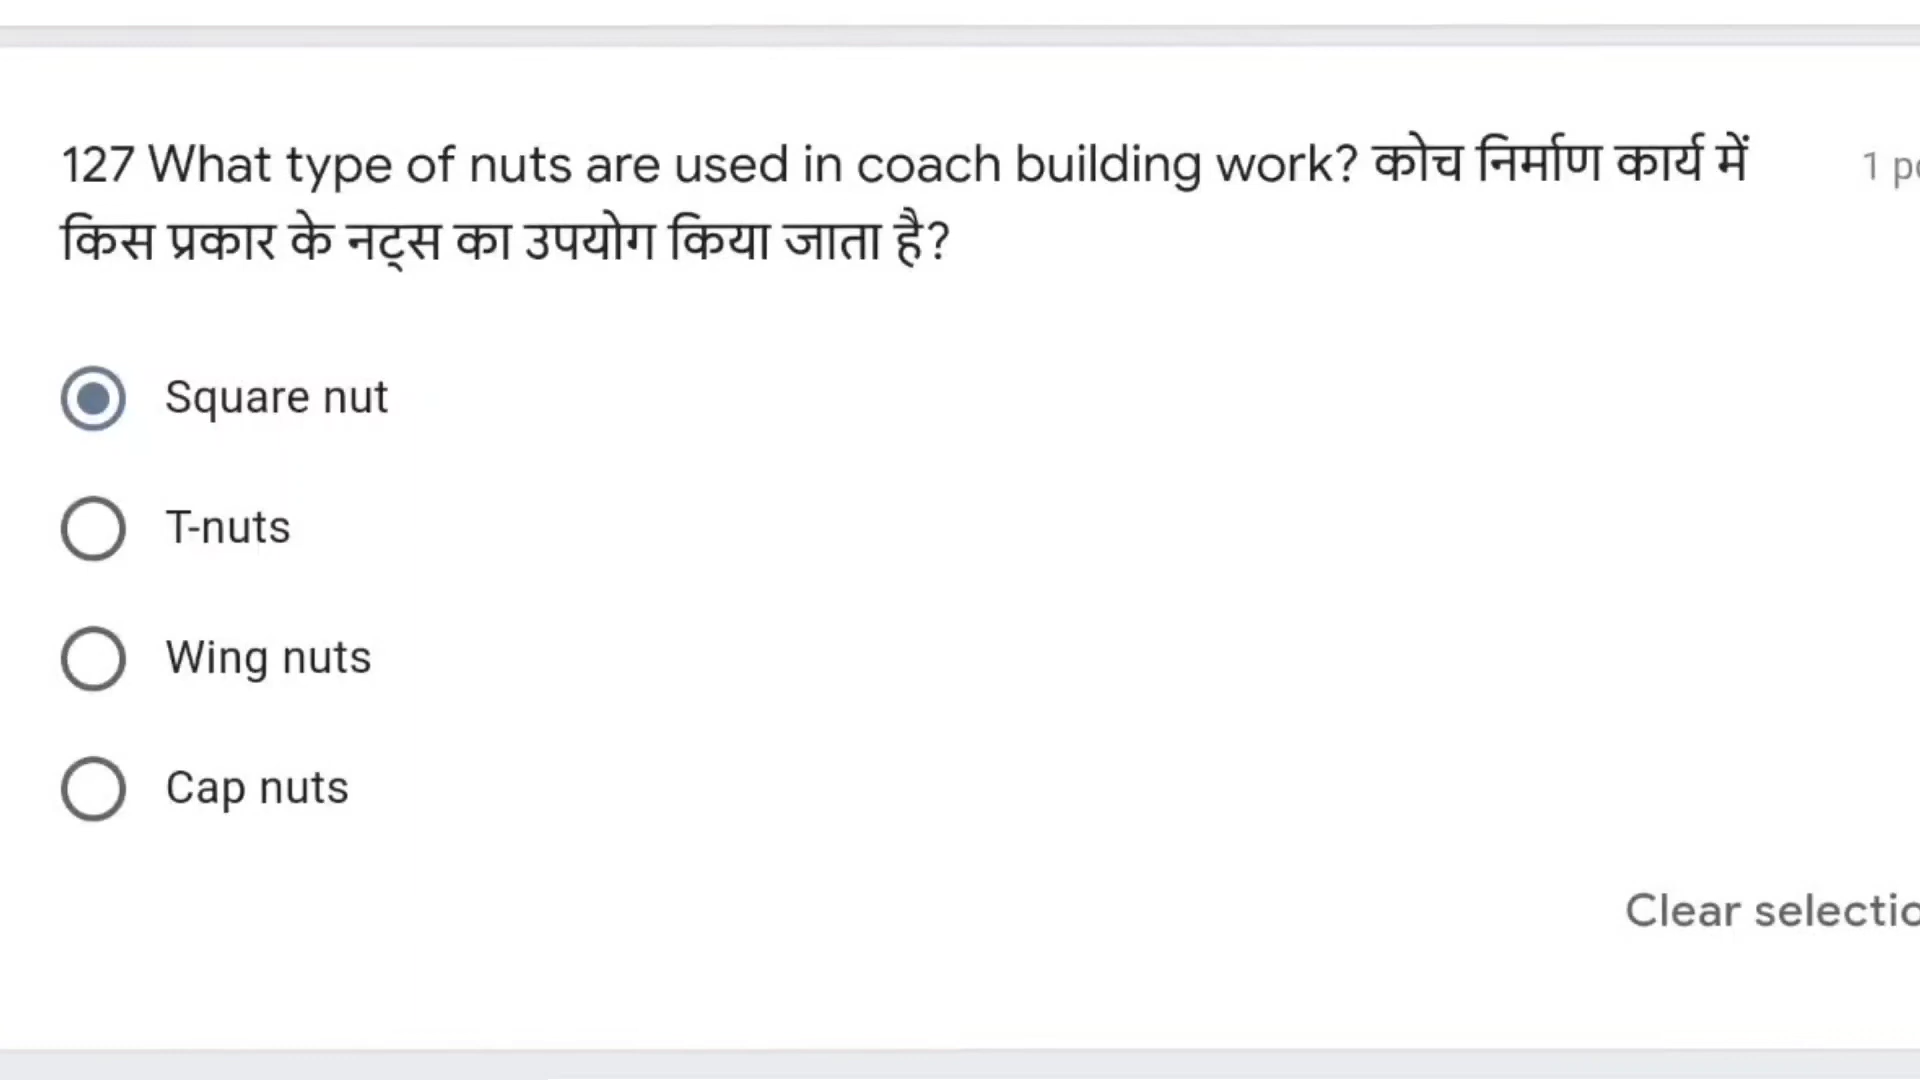 127 What type of nuts are used in coach building work? कोच निर्माण कार्य में
1
किस प्रकार के नट्स का उपयोग किया जाता है?
Square nut
T-nuts
Wing nuts
Cap nuts
Clear